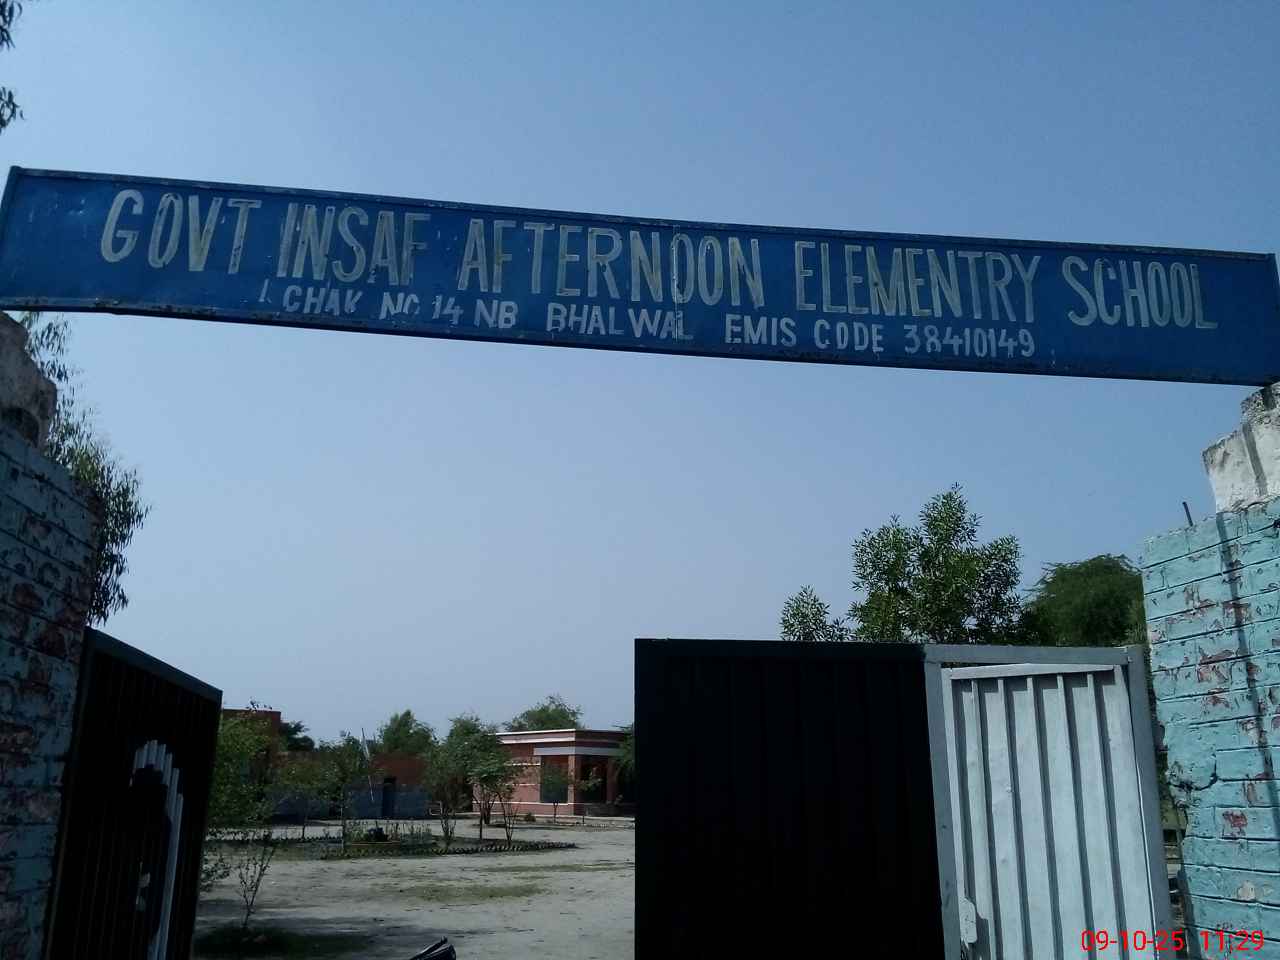 GOVT INSAF AFTERNOON ELEMENTRY SCHOOL
CHAK NO 14 NB BHALWAL EMIS CODE 38410149
09-10-25 11:29